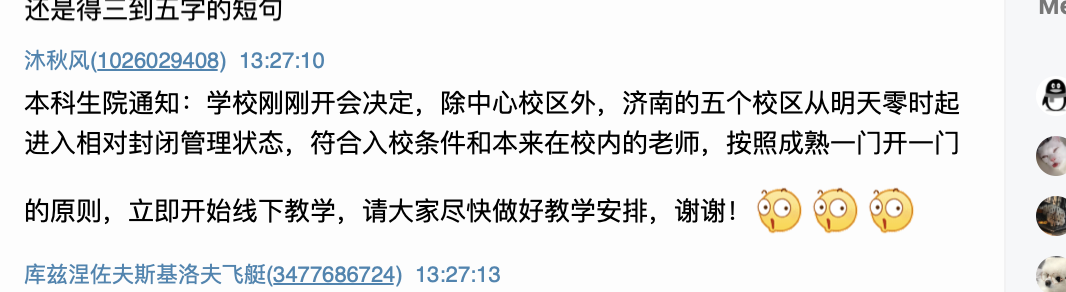 还是得三到五字的短句
沐秋风(1026029408) 13:27:10
本科生院通知：学校刚刚开会决定，除中心校区外，济南的五个校区从明天零时起
进入相对封闭管理状态，符合入校条件和本来在校内的老师，按照成熟一门开一门
的原则，立即开始线下教学，请大家尽快做好教学安排，谢谢！
库兹涅佐夫斯基洛夫飞艇(3477686724) 13:27:13
Me